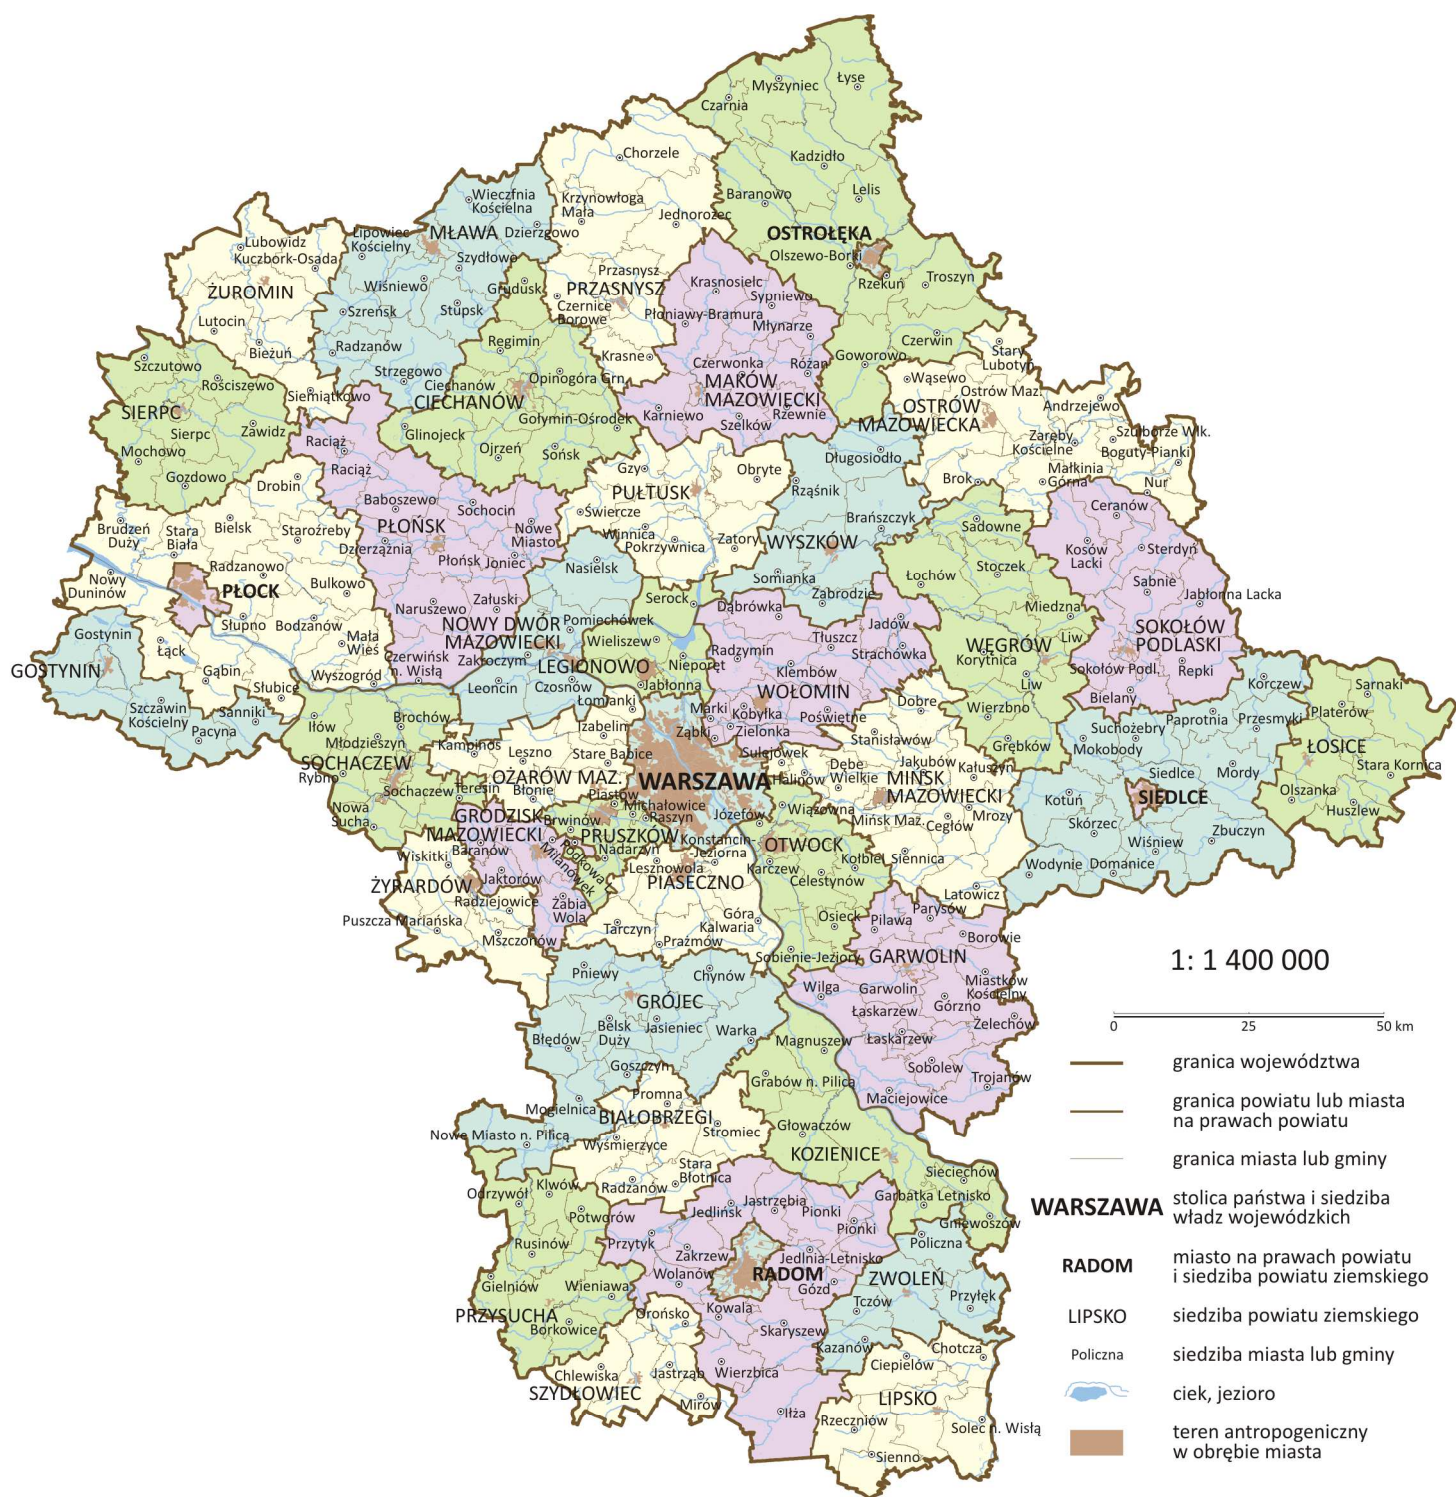 Łyse
Myszyniec
Czarnia
Chorzele
Kadzidło
Lelis
Baranowo
Wieczfnia
Kościelna
Krzynowłoga
Mała
Jednorożec
OSTROŁĘKA
Lipowiec
Kościelny
MŁAWA
Dzierzgowo
Lubowidz
Kuczbork-Osada
Szydłowo
Olszewo-Borki
Rzekuń
Troszyn
Przasnysz
PRZASNYSZ
Krasnosielc
Sypniewo
ŻUROMIN
Wiśniewo
Grudusk
Szreńsk
Stupsk
Czernice
Borowe
Płoniawy-Bramura
Młynarze
Lutocin
Bieżuń
Radzanów
Regimin
Krasne
Czerwin
Goworowo
Stary
Lubotyń
Szczutowo
Rościszewo
Strzegowo
Ciechanów
CIECHANÓW
Opinogóra Grn.
Czerwonka
Różan
MAKÓW
MAZOWIECKI
Wąsewo
Ostrów Maz.
Andrzejewo
Siemiątkowo
SIERPC
Sierpc
Zawidz
Gołymin-Ośrodek
Karniewo
Szelków
Rzewnie
OSTRÓW
MAZOWIECKA
Raciąż
Glinojeck
Mochowo
Ojrzeń
Sońsk
Zaręby
Kościelne
Szulborze Wlk.
Boguty-Pianki
Długosiodło
Raciąż
Gozdowo
Drobin
Gzy
Obryte
PUŁTUSK
Rząśnik
Brok
Małkinia
Górna
Nur
Baboszewo
Sochocin
Świercze
Ceranów
Brudzeń
Duży
Stara
Biała
Bielsk
Staroźreby
PŁOŃSK
Nowe
Miasto
Winnica
Pokrzywnica
Zatory
Brańszczyk
WYSZKÓW
Sadowne
Kosów
Lacki
Sterdyń
Dzierzążnia
Płońsk
Joniec
Nasielsk
Radzanowo
Nowy
Duninów
PŁOCK
Bulkowo
Somianka
Zabrodzie
Łochów
Stoczek
Sabnie
Jabłonna Lacka
Naruszewo
Załuski
Serock
Dąbrówka
Miedzna
Gostynin
Słupno
Bodzanów
Mała
Wieś
NOWY DWÓR
MAZOWIECKI
Pomiechówek
Wieliszew
Tłuszcz
Jadów
Strachówka
Liw
WĘGRÓW
Korytnica
SOKOŁÓW
PODLASKI
Łąck
Czerwińsk
n. Wisłą
Zakroczym
LEGIONOWO
Nieporęt
Radzymin
Klembów
Sokołów Podl.
Repki
GOSTYNIN
Gąbin
Wyszogród
Leoncin
Czosnów
Jabłonna
WOŁOMIN
Liw
Bielany
Korczew
Sarnaki
Słubice
Łomianki
Dobre
Wierzbno
Szczawin
Kościelny
Sanniki
Pacyna
Iłów
Brochów
Izabelin
Marki
Kobyłka
Poświętne
Platerów
Suchożebry
Paprotnia
Przesmyki
Młodzieszyn
Kampinos
Leszno
Stare Babice
Ząbki
Zielonka
Stanisławów
Grębków
Mokobody
ŁOSICE
SOCHACZEW
Rybno
Sulejówek
Dębe
Wielkie
Jakubów
Kałuszyn
Stara Kornica
OŻARÓW MAZ.
WARSZAWA
Halinów
MIŃSK
MAZOWIECKI
Siedlce
Mordy
Sochaczew
Teresin
Błonie
Piastów
Olszanka
SIEDLCE
Kotuń
Nowa
Sucha
GRODZISK
MAZOWIECKI
Brwinów
Michałowice
Raszyn
Józefów
Wiązowna
Mińsk Maz.
Cegłów
Mrozy
Huszlew
PRUSZKÓW
Skórzec
Zbuczyn
Wiskitki
Baranów
Milanówek
Podkowa L.
Nadarzyn
Konstancin-
Jeziorna
OTWOCK
Kołbiel
Siennica
Wiśniew
Wodynie
Domanice
Jaktorów
Lesznowola
PIASECZNO
Karczew
Celestynów
ŻYRARDÓW
Radziejowice
Latowicz
Puszcza Mariańska
Żabia
Wola
Góra
Kalwaria
Osieck
Pilawa
Parysów
Mszczonów
Tarczyn
Prażmów
Borowie
Sobienie-Jeziory
GARWOLIN
Pniewy
Chynów
Wilga
Garwolin
Miastków
Kościelny
GRÓJEC
Górzno
Łaskarzew
Żelechów
Błędów
Belsk
Duży
Jasieniec
Warka
Magnuszew
Łaskarzew
Goszczyn
Sobolew
Trojanów
Grabów n. Pilicą
Maciejowice
Promna
Mogielnica
BIAŁOBRZEGI
Nowe Miasto n. Pilicą
Stromiec
Głowaczów
Wyśmierzyce
KOZIENICE
Stara
Błotnica
Sieciechów
Klwów
Radzanów
Odrzywół
Garbatka Letnisko
Jedlińsk
Jastrzębia
Pionki
Pionki
Gniewoszów
Potworów
Przytyk
Rusinów
Zakrzew
Jedlnia-Letnisko
Policzna
Wolanów
RADOM
Gózd
ZWOLEŃ
Gielniów
Wieniawa
Tczów
Przyłęk
PRZYSUCHA
Borkowice
Orońsko
Kowala
Skaryszew
Kazanów
Chotcza
Ciepielów
Chlewiska
SZYDŁOWIEC
Jastrząb
Wierzbica
Mirów
Iłża
LIPSKO
Rzeczniów
Solec n. Wisłą
Sienno
1: 1 400 000
0 25 50 km
granica województwa
granica powiatu lub miasta
na prawach powiatu
granica miasta lub gminy
WARSZAWA stolica państwa i siedziba
władz wojewódzkich
RADOM miasto na prawach powiatu
i siedziba powiatu ziemskiego
LIPSKO siedziba powiatu ziemskiego
Policzna siedziba miasta lub gminy
ciek, jezioro
teren antropogeniczny
w obrębie miasta